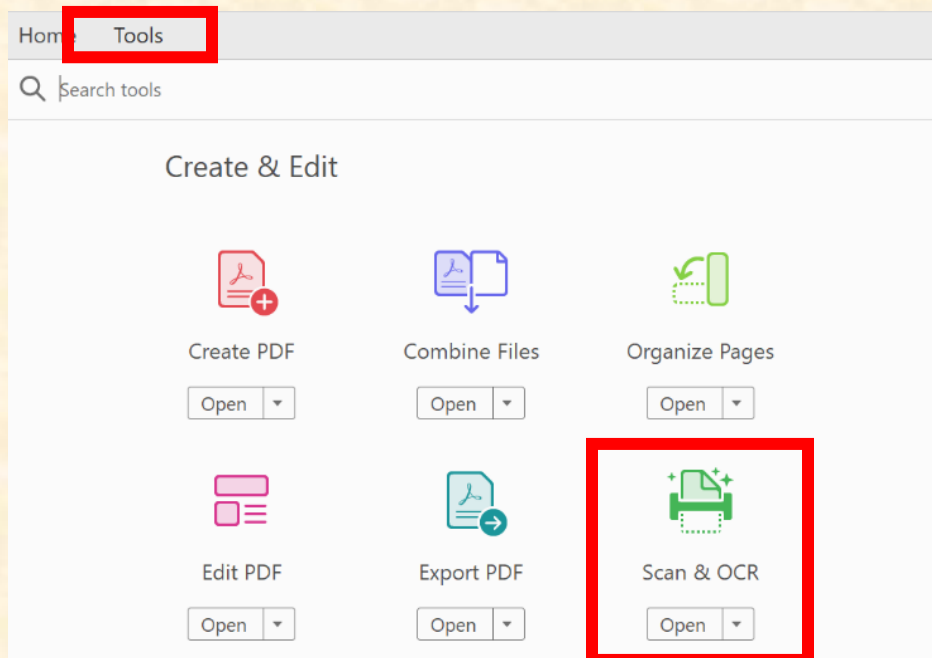 Home Tools
Search tools
Create & Edit
Create PDF Combine Files Organize Pages
Open Open Open
Edit PDF Export PDF Scan & OCR
Open Open Open